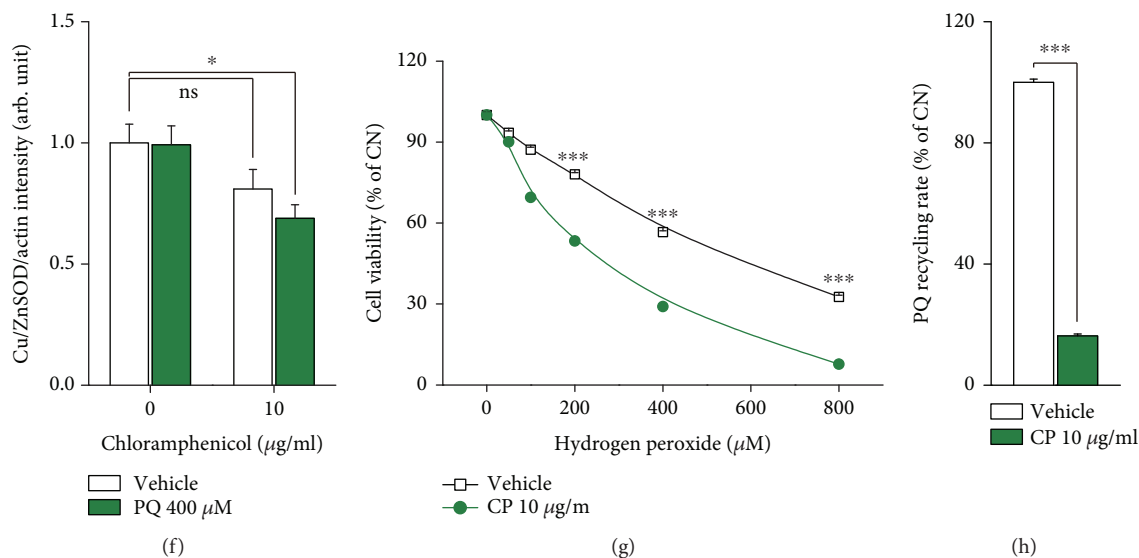 Cu/ZnSOD/actin intensity (arb. unit)
1.5
1.0
0.5
0.0
*
ns
0
10
Chloramphenicol (μg/ml)
Vehicle
PQ 400 μM
(f)
Cell viability (% of CN)
120
90
60
30
0
***
***
***
0
200
400
600
800
Hydrogen peroxide (μM)
Vehicle
CP 10 μg/m
(g)
PQ recycling rate (% of CN)
120
80
40
0
***
Vehicle
CP 10 μg/ml
(h)